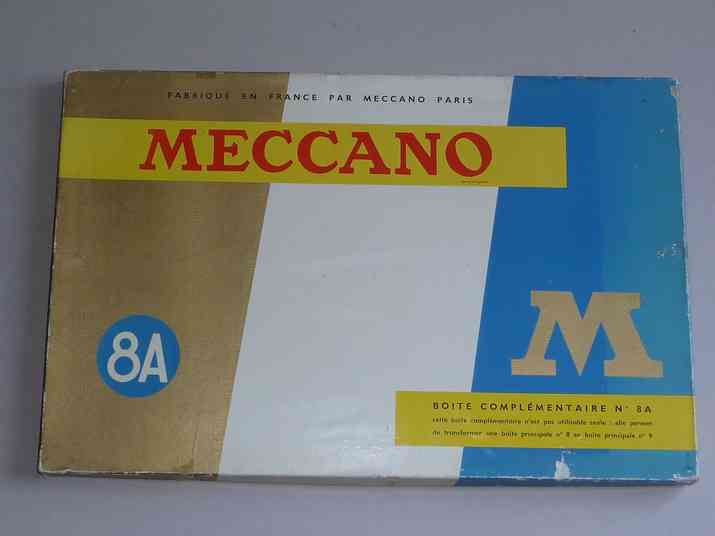 FABRIQUÉ EN FRANCE PAR MECCANO PARIS
MECCANO
8A
M
BOITE COMPLÉMENTAIRE N° 8A
cette boite complémentaire n'est pas utilisable seule : elle permet
de transformer une boite principale n° 8 en boite principale n° 9